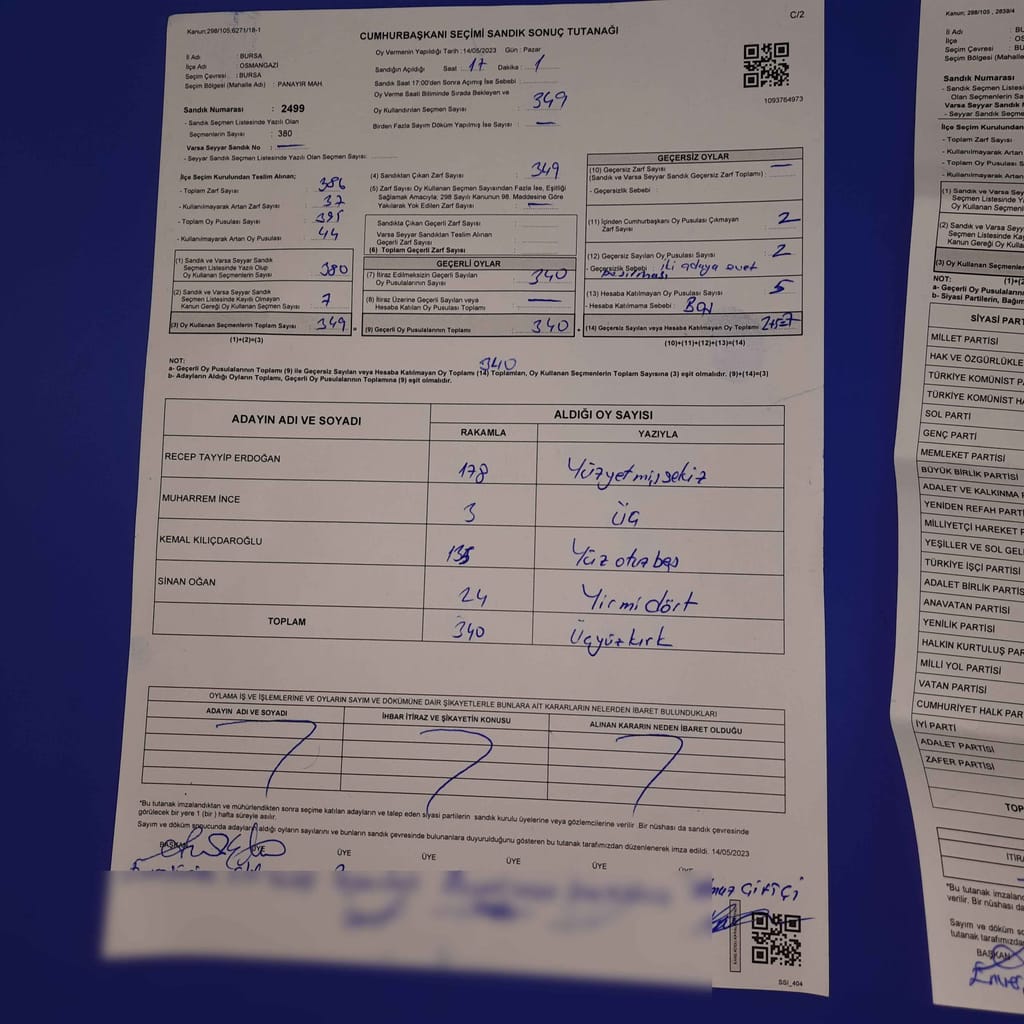 Kanun;298/105,6271/18-1
C/2
CUMHURBAŞKANI SEÇİMİ SANDIK SONUÇ TUTANAĞI
İl Adı : BURSA
İlçe Adı : OSMANGAZİ
Seçim Çevresi : BURSA
Seçim Bölgesi (Mahalle Adı) : PANAYIR MAH
Oy Vermenin Yapıldığı Tarih : 14/05/2023 Gün : Pazar
Sandığın Açıldığı Saat : 17 Dakika : 1
Sandık Saat 17:00'den Sonra Açımış İse Sebebi
Oy Verme Saati Bitiminde Sırada Bekleyen ve
Oy Kullandırılan Seçmen Sayısı : 349
Birden Fazla Sayım Döküm Yapılmış İse Sayısı : —
1093764973
Sandık Numarası : 2499
- Sandık Seçmen Listesinde Yazılı Olan
Seçmenlerin Sayısı : 380
Varsa Seyyar Sandık No : —
- Seyyar Sandık Seçmen Listesinde Yazılı Olan Seçmen Sayısı
İlçe Seçim Kurulundan Teslim Alınan;
- Toplam Zarf Sayısı : 386
- Kullanılmayarak Artan Zarf Sayısı : 37
- Toplam Oy Pusulası Sayısı : 395
- Kullanılmayarak Artan Oy Pusulası : 44
(1) Sandık ve Varsa Seyyar Sandık
Seçmen Listesinde Yazılı Olup
Oy Kullanan Seçmenlerin Sayısı : 380
(2) Sandık ve Varsa Seyyar Sandık
Seçmen Listesinde Kayıtlı Olmayan
Kanun Gereği Oy Kullanan Seçmen Sayısı : 7
(3) Oy Kullanan Seçmenlerin Toplam Sayısı : 349
(1)+(2)=(3)
(4) Sandıktan Çıkan Zarf Sayısı : 349
(5) Zarf Sayısı Oy Kullanan Seçmen Sayısından Fazla İse, Eşitliği
Sağlamak Amacıyla; 298 Sayılı Kanunun 98. Maddesine Göre
Yakılarak Yok Edilen Zarf Sayısı : —
Sandıkta Çıkan Geçerli Zarf Sayısı :
Varsa Seyyar Sandıktan Teslim Alınan
Geçerli Zarf Sayısı :
(6) Toplam Geçerli Zarf Sayısı :
GEÇERLİ OYLAR
(7) İtiraz Edilmeksizin Geçerli Sayılan
Oy Pusulalarının Toplamı : 340
(8) İtiraz Üzerine Geçerli Sayılan veya
Hesaba Katılan Oy Pusulası Toplamı : —
(9) Geçerli Oy Pusulalarının Toplamı : 340
GEÇERSİZ OYLAR
(10) Geçersiz Zarf Sayısı : —
(Sandık ve Varsa Seyyar Sandık Geçersiz Zarf Toplamı)
- Geçersizlik Sebebi :
(11) İçinden Cumhurbaşkanı Oy Pusulası Çıkmayan
Zarf Sayısı : 2
(12) Geçersiz Sayılan Oy Pusulası Sayısı : 2
- Geçersizlik Sebebi : iki adaya evet
basılması
(13) Hesaba Katılmayan Oy Pusulası Sayısı : 5
- Hesaba Katılmama Sebebi : Boş
(14) Geçersiz Sayılan veya Hesaba Katılmayan Oy Toplamı : 2+5=7
(10)+(11)+(12)+(13)=(14)
NOT:
340
a- Geçerli Oy Pusulalarının Toplamı (9) ile Geçersiz Sayılan veya Hesaba Katılmayan Oy Toplamı (14) Toplamları, Oy Kullanan Seçmenlerin Toplam Sayısına (3) eşit olmalıdır. (9)+(14)=(3)
b- Adayların Aldığı Oyların Toplamı, Geçerli Oy Pusulalarının Toplamına (9) eşit olmalıdır.
ADAYIN ADI VE SOYADI ALDIĞI OY SAYISI
RAKAMLA YAZIYLA
RECEP TAYYİP ERDOĞAN 178 Yüzyetmişsekiz
MUHARREM İNCE 3 Üç
KEMAL KILIÇDAROĞLU 135 Yüz otuz beş
SİNAN OĞAN 24 Yirmi dört
TOPLAM 340 Üçyüzkırk
OYLAMA İŞ VE İŞLEMLERİNE VE OYLARIN SAYIM VE DÖKÜMÜNE DAİR ŞİKAYETLERLE BUNLARA AİT KARARLARIN NELERDEN İBARET BULUNDUKLARI
ADAYIN ADI VE SOYADI İHBAR İTİRAZ VE ŞİKAYETİN KONUSU ALINAN KARARIN NEDEN İBARET OLDUĞU
*Bu tutanak imzalandıktan ve mühürlendikten sonra seçime katılan adayların ve talep eden siyasi partilerin sandık kurulu üyelerine veya gözlemcilerine verilir .Bir nüshası da sandık çevresinde
görülecek bir yere 1 (bir ) hafta süreyle asılır.
Sayım ve döküm sonucunda adayların aldığı oyların sayılarını ve bunların sandık çevresinde bulunanlara duyurulduğunu gösteren bu tutanak tarafımızdan düzenlenerek imza edildi. 14/05/2023
BAŞKAN ÜYE ÜYE ÜYE ÜYE ÜYE ÜYE
Çiftçi
SSI_404
Kanun; 298/105 , 2839/4
İl Adı : BU
İlçe : OS
Seçim Çevresi : BU
Seçim Bölgesi (Mahalle
Sandık Numarası
- Sandık Seçmen Listes
Olan Seçmenlerin Say
Varsa Seyyar Sandık N
- Seyyar Sandık Seçmen
İlçe Seçim Kurulundan
- Toplam Zarf Sayısı
- Kullanılmayarak Artan
- Toplam Oy Pusulası S
- Kullanılmayarak Artan
(1) Sandık ve Varsa Sey
Seçmen Listesinde Y
Oy Kullanan Seçmen
(2) Sandık ve Varsa Sey
Seçmen Listesinde K
Kanun Gereği Oy Ku
(3) Oy Kullanan Seçmenle
(1)+(2
NOT:
a- Geçerli Oy Pusulaların
b- Siyasi Partilerin, Bağım
SİYASİ PART
MİLLET PARTİSİ
HAK VE ÖZGÜRLÜKLE
TÜRKİYE KOMÜNİST PA
TÜRKİYE KOMÜNİST HA
SOL PARTİ
GENÇ PARTİ
MEMLEKET PARTİSİ
BÜYÜK BİRLİK PARTİSİ
ADALET VE KALKINMA P
YENİDEN REFAH PARTİ
MİLLİYETÇİ HAREKET P
YEŞİLLER VE SOL GELE
TÜRKİYE İŞÇİ PARTİSİ
ADALET BİRLİK PARTİS
ANAVATAN PARTİSİ
YENİLİK PARTİSİ
HALKIN KURTULUŞ PAR
MİLLİ YOL PARTİSİ
VATAN PARTİSİ
CUMHURİYET HALK PAR
İYİ PARTİ
ADALET PARTİSİ
ZAFER PARTİSİ
TOP
İTİRA
*Bu tutanak imzaland
verilir. Bir nüshası da
Sayım ve döküm so
tutanak tarafımızda
BAŞKAN